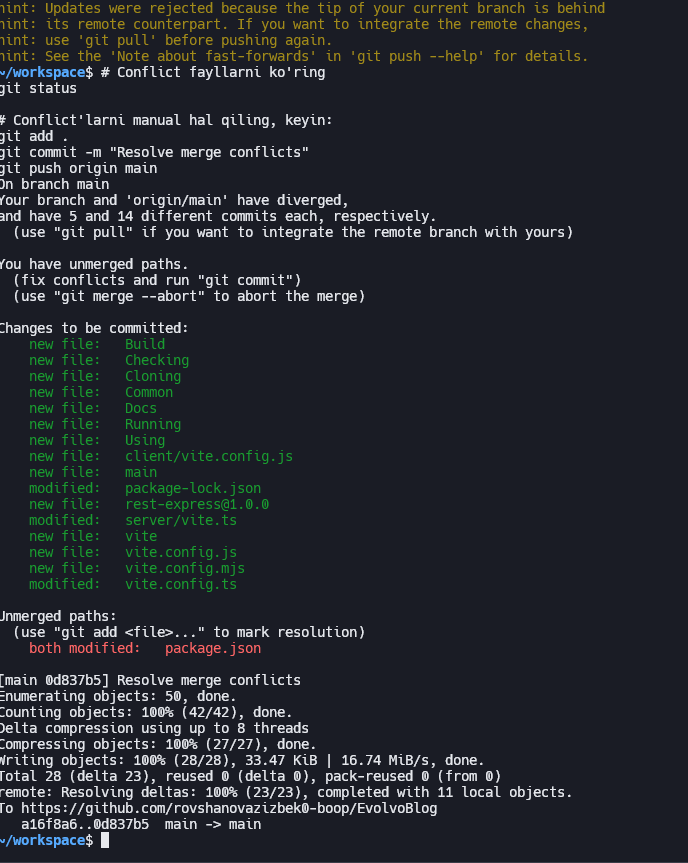 hint: Updates were rejected because the tip of your current branch is behind
hint: its remote counterpart. If you want to integrate the remote changes,
hint: use 'git pull' before pushing again.
hint: See the 'Note about fast-forwards' in 'git push --help' for details.
~/workspace$ # Conflict fayllarni ko'ring
git status

# Conflict'larni manual hal qiling, keyin:
git add .
git commit -m "Resolve merge conflicts"
git push origin main
On branch main
Your branch and 'origin/main' have diverged,
and have 5 and 14 different commits each, respectively.
  (use "git pull" if you want to integrate the remote branch with yours)

You have unmerged paths.
  (fix conflicts and run "git commit")
  (use "git merge --abort" to abort the merge)

Changes to be committed:
    new file:   Build
    new file:   Checking
    new file:   Cloning
    new file:   Common
    new file:   Docs
    new file:   Running
    new file:   Using
    new file:   client/vite.config.js
    new file:   main
    modified:   package-lock.json
    new file:   rest-express@1.0.0
    modified:   server/vite.ts
    new file:   vite
    new file:   vite.config.js
    new file:   vite.config.mjs
    modified:   vite.config.ts

Unmerged paths:
  (use "git add <file>..." to mark resolution)
    both modified:   package.json

[main 0d837b5] Resolve merge conflicts
Enumerating objects: 50, done.
Counting objects: 100% (42/42), done.
Delta compression using up to 8 threads
Compressing objects: 100% (27/27), done.
Writing objects: 100% (28/28), 33.47 KiB | 16.74 MiB/s, done.
Total 28 (delta 23), reused 0 (delta 0), pack-reused 0 (from 0)
remote: Resolving deltas: 100% (23/23), completed with 11 local objects.
To https://github.com/rovshanovazizbek0-boop/EvolvoBlog
   a16f8a6..0d837b5  main -> main
~/workspace$